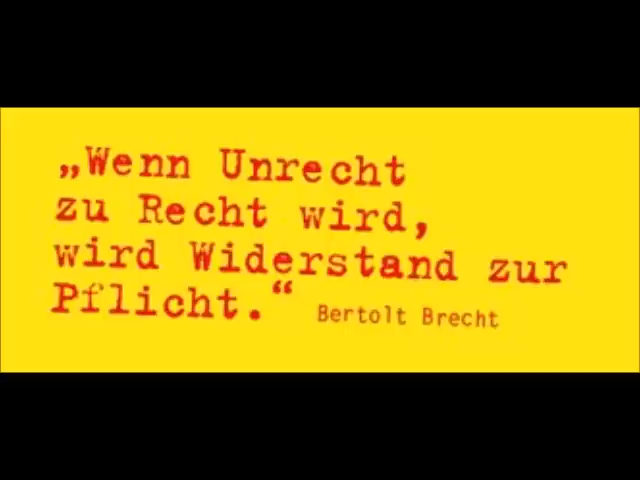 „Wenn Unrecht
zu Recht wird,
wird Widerstand zur
Pflicht.“ Bertolt Brecht